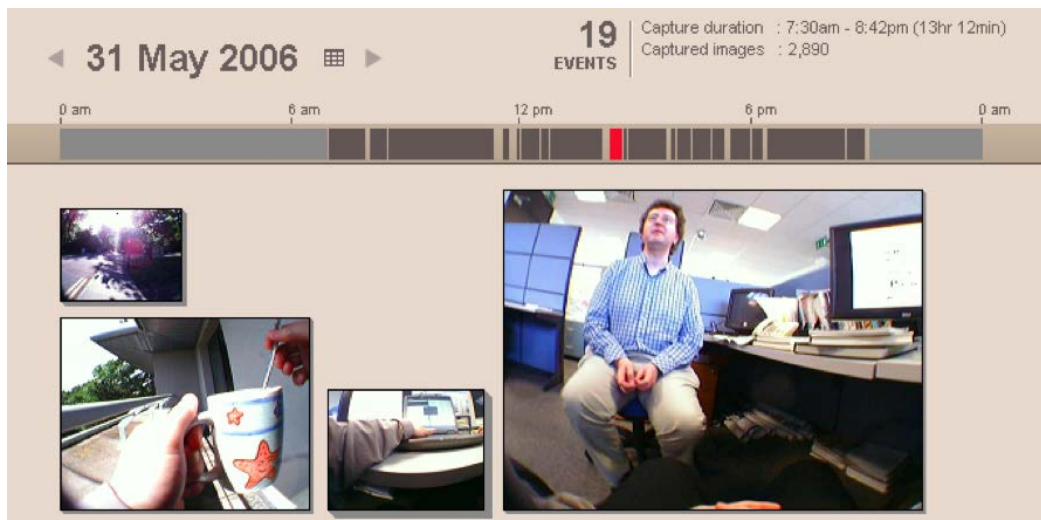 31 May 2006
19
EVENTS
Capture duration : 7:30am - 8:42pm (13hr 12min)
Captured images : 2,890
0 am
6 am
12 pm
6 pm
0 am